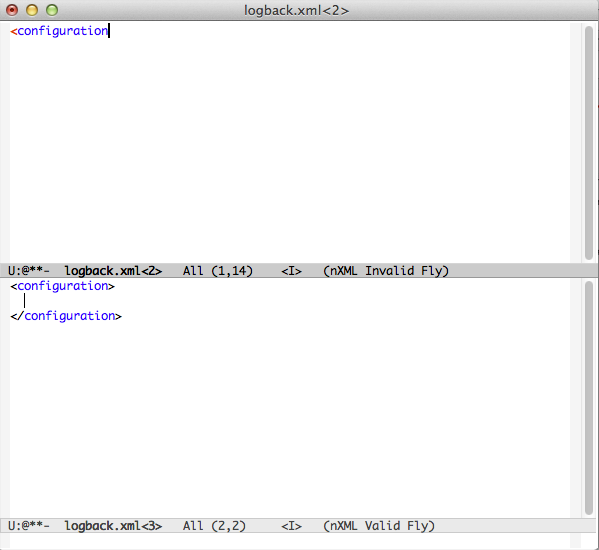 logback.xml<2>
<configuration
U:@**-  logback.xml<2>   All (1,14)    <I>   (nXML Invalid Fly)
<configuration>
</configuration>
U:@**-  logback.xml<3>   All (2,2)     <I>   (nXML Valid Fly)